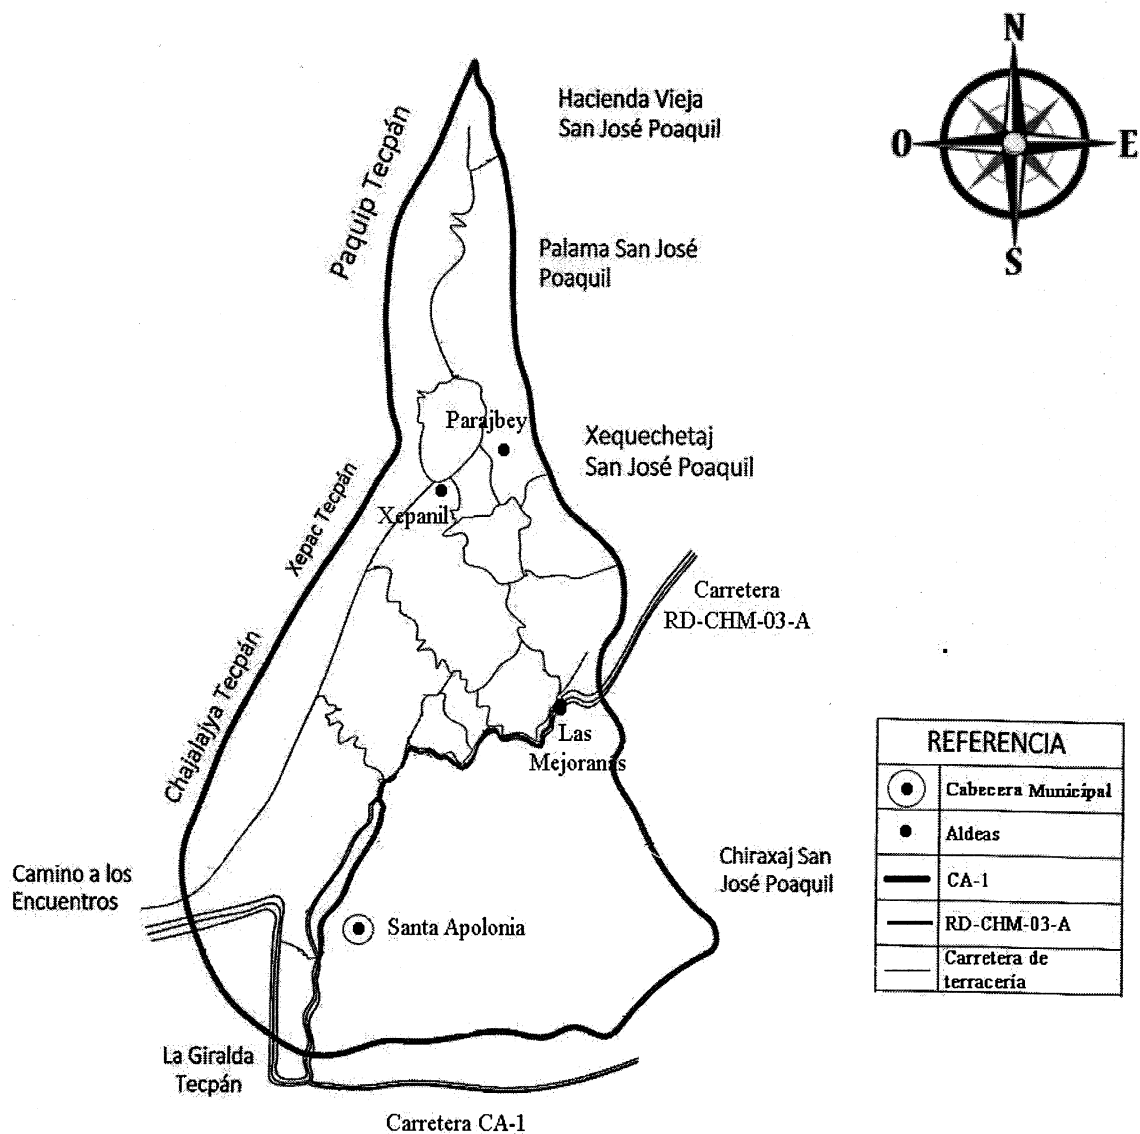 N
Hacienda Vieja
San José Poaquil
O
E
Paquip Tecpán
S
Palama San José
Poaquil
Parajbey
Xequechetaj
San José Poaquil
Xepac Tecpán
Xepanil
Carretera
RD-CHM-03-A
Chajalajya Tecpán
Las
Mejoranas
REFERENCIA
Cabecera Municipal
Aldeas
CA-1
RD-CHM-03-A
Carretera de
terracería
Camino a los
Encuentros
Chiraxaj San
José Poaquil
Santa Apolonia
La Giralda
Tecpán
Carretera CA-1